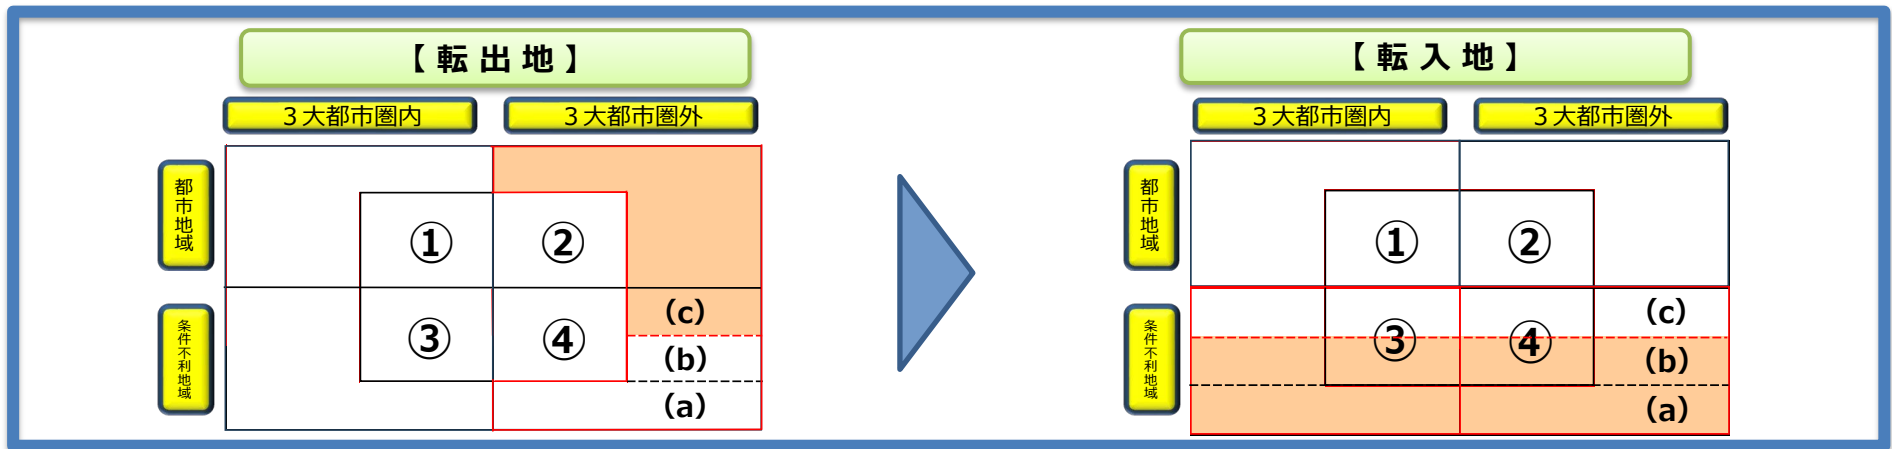 【転出地】
３大都市圏内
３大都市圏外
都市地域
条件不利地域
①
②
③
④
（c）
（b）
（a）
【転入地】
３大都市圏内
３大都市圏外
都市地域
条件不利地域
①
②
③
④
（c）
（b）
（a）